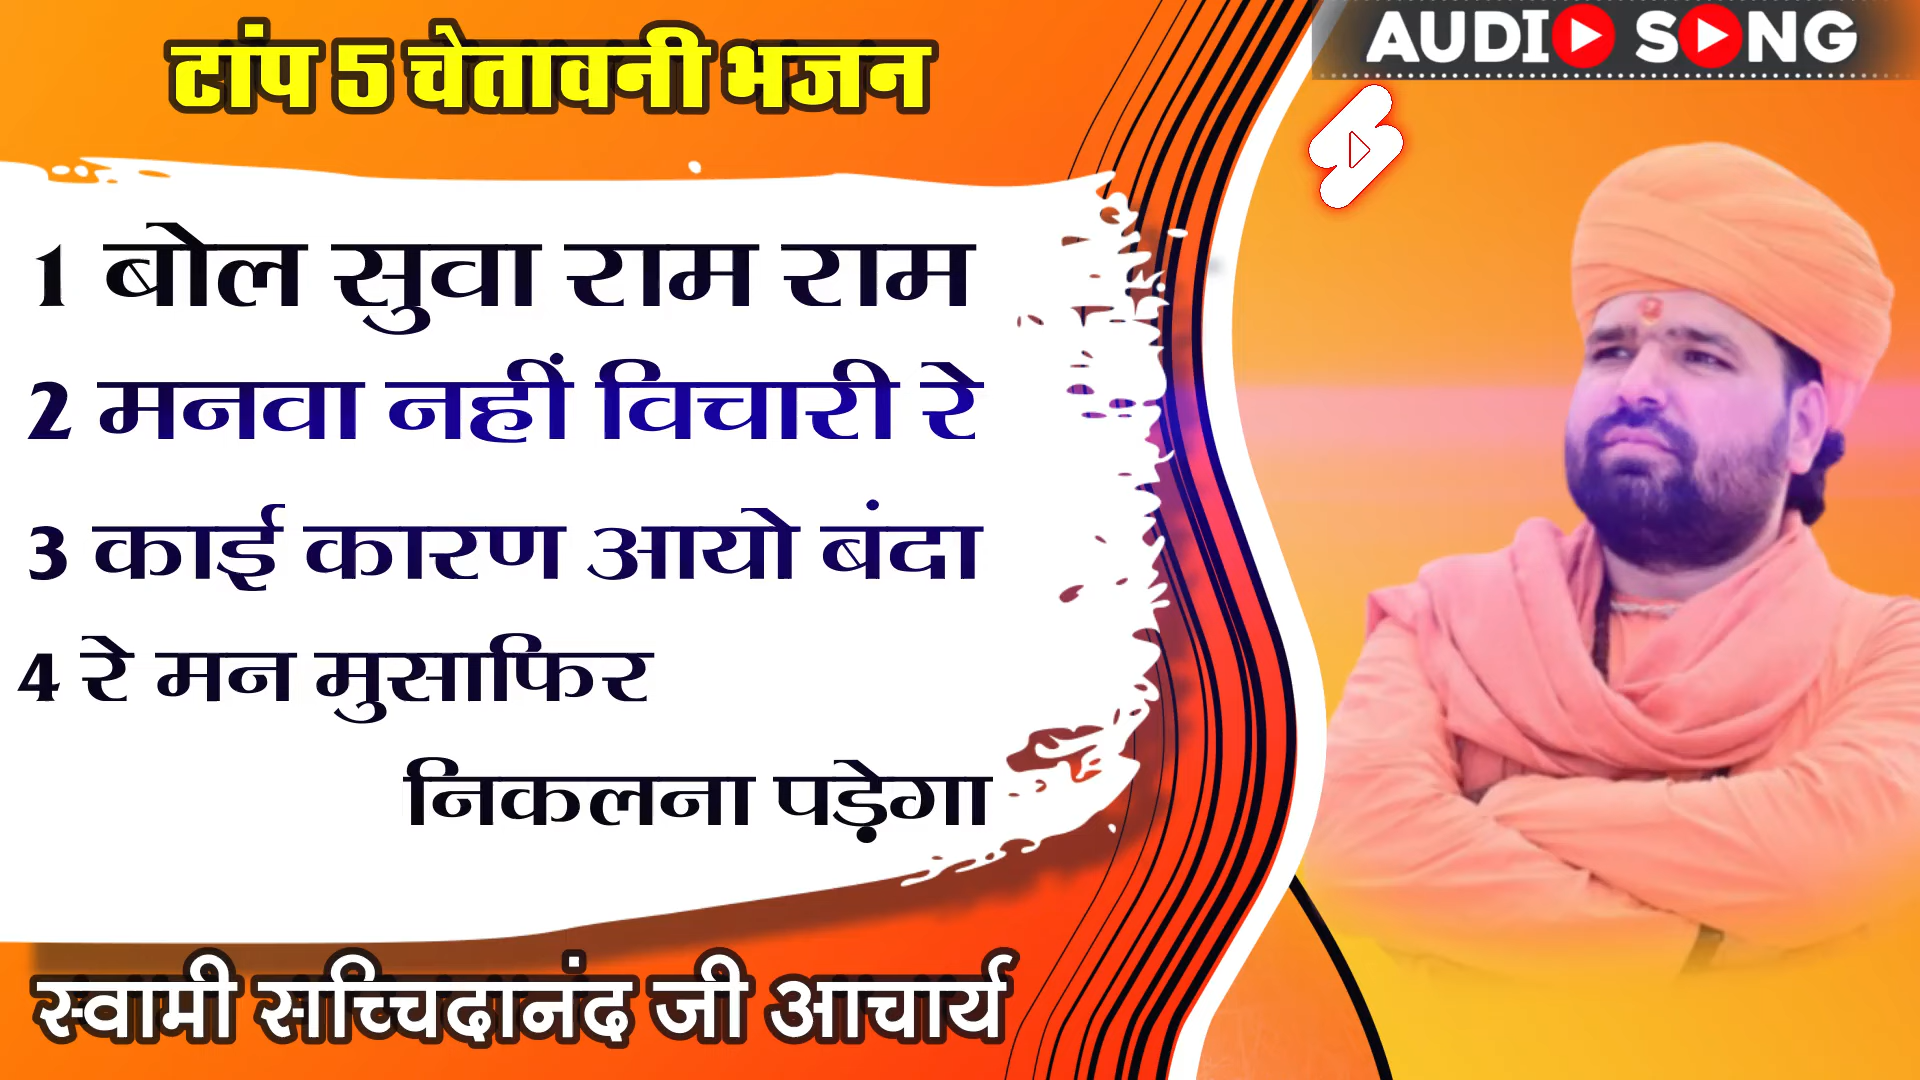 टांप 5 चेतावनी भजन
AUDIO SONG
1 बोल सुवा राम राम
2 मनवा नहीं विचारी रे
3 काई कारण आयो बंदा
4 रे मन मुसाफिर
निकलना पड़ेगा
स्वामी सच्चिदानंद जी आचार्य